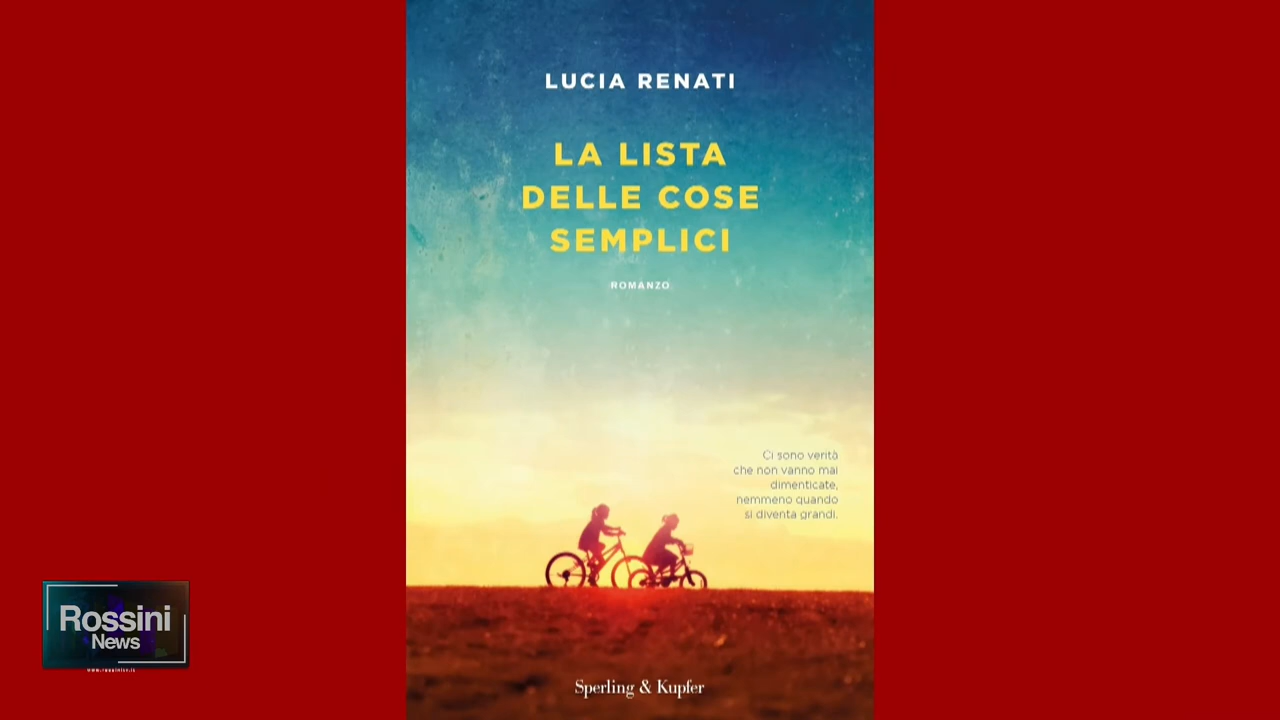 LUCIA RENATI
LA LISTA
DELLE COSE
SEMPLICI
ROMANZO
Ci sono verità
che non vanno mai
dimenticate,
nemmeno quando
si diventa grandi.
Rossini
News
Sperling & Kupfer